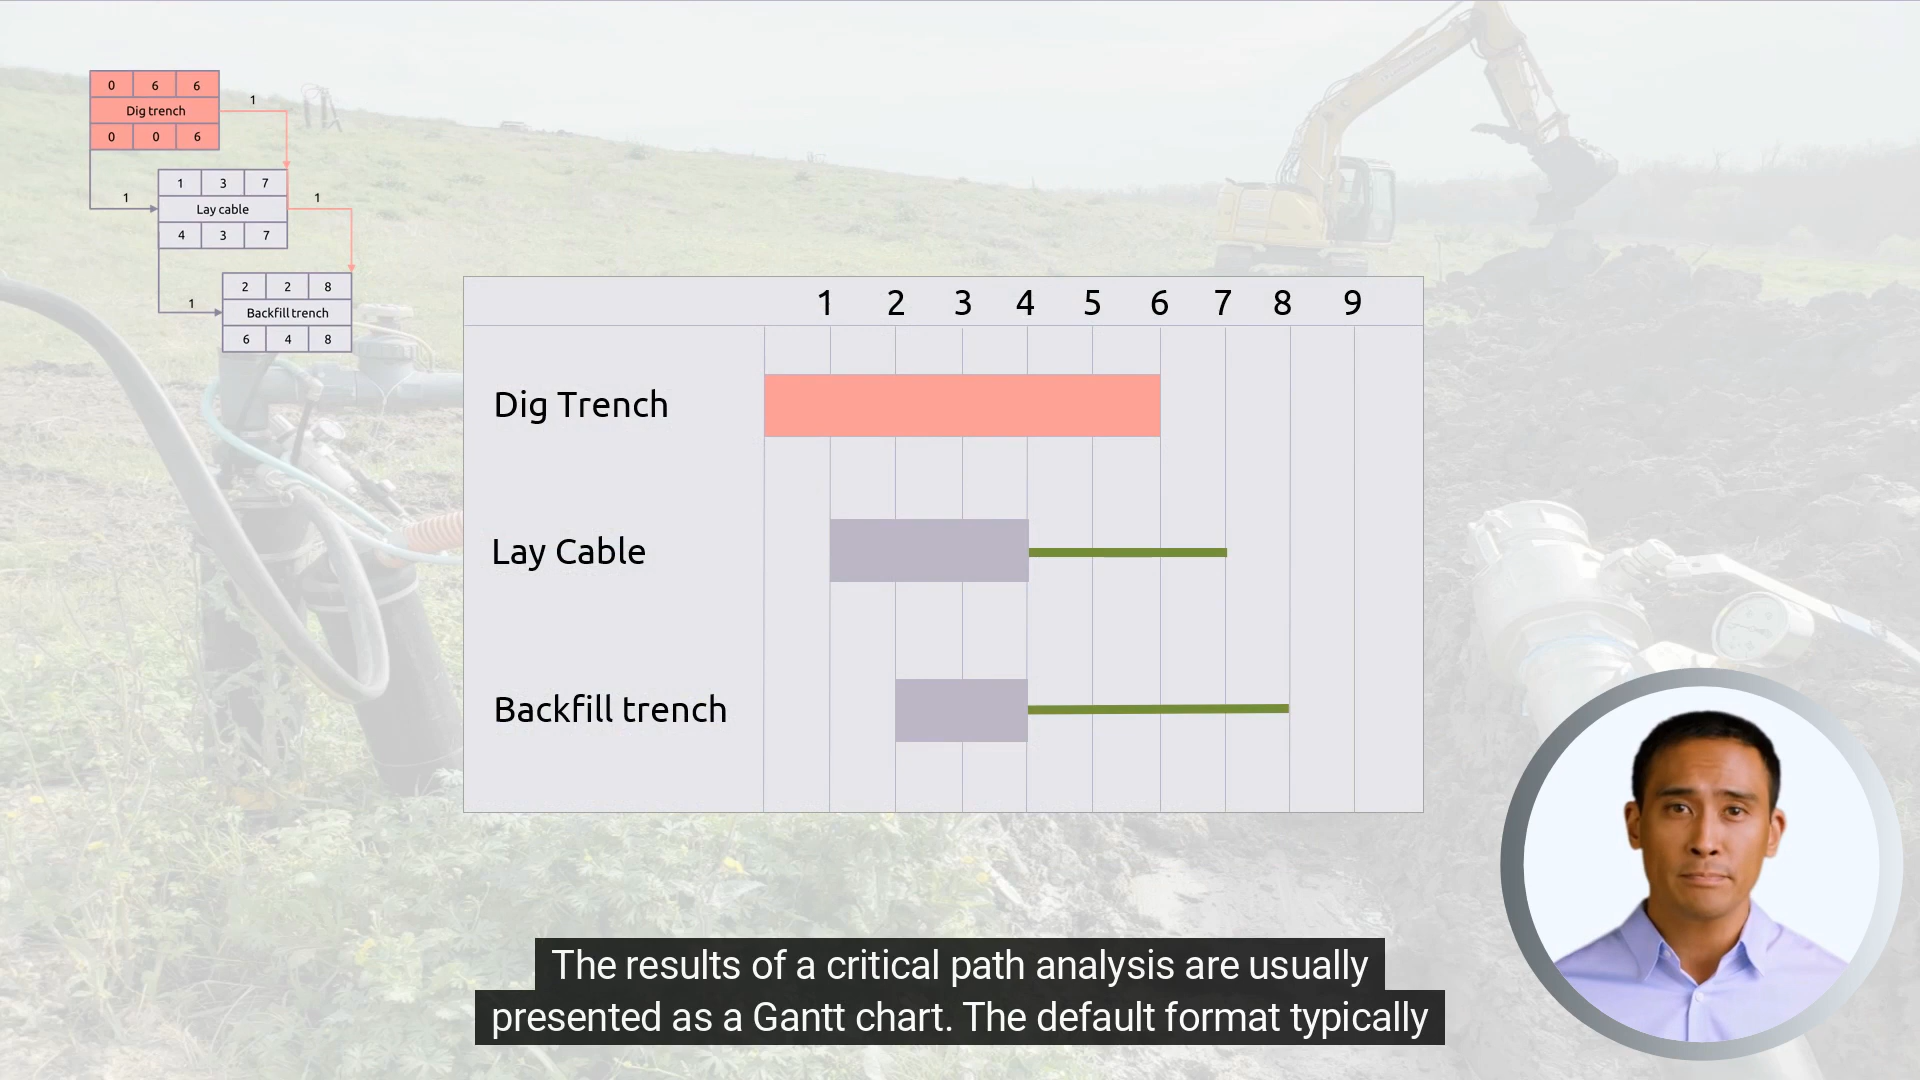 0 6 6
Dig trench
0 0 6
1
1 3 7
Lay cable
4 3 7
1
1
2 2 8
Backfill trench
6 4 8
1
1 2 3 4 5 6 7 8 9
Dig Trench
Lay Cable
Backfill trench
The results of a critical path analysis are usually
presented as a Gantt chart. The default format typically